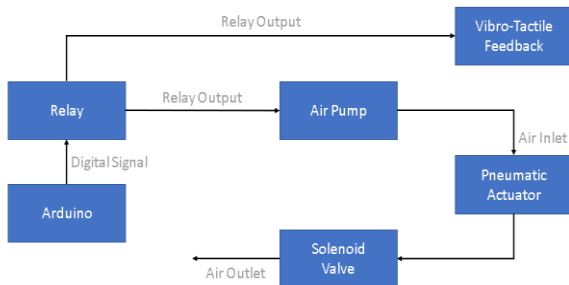 Relay Output
Vibro-Tactile
Feedback
Relay
Relay Output
Air Pump
Air Inlet
Digital Signal
Pneumatic
Actuator
Arduino
Solenoid
Valve
Air Outlet